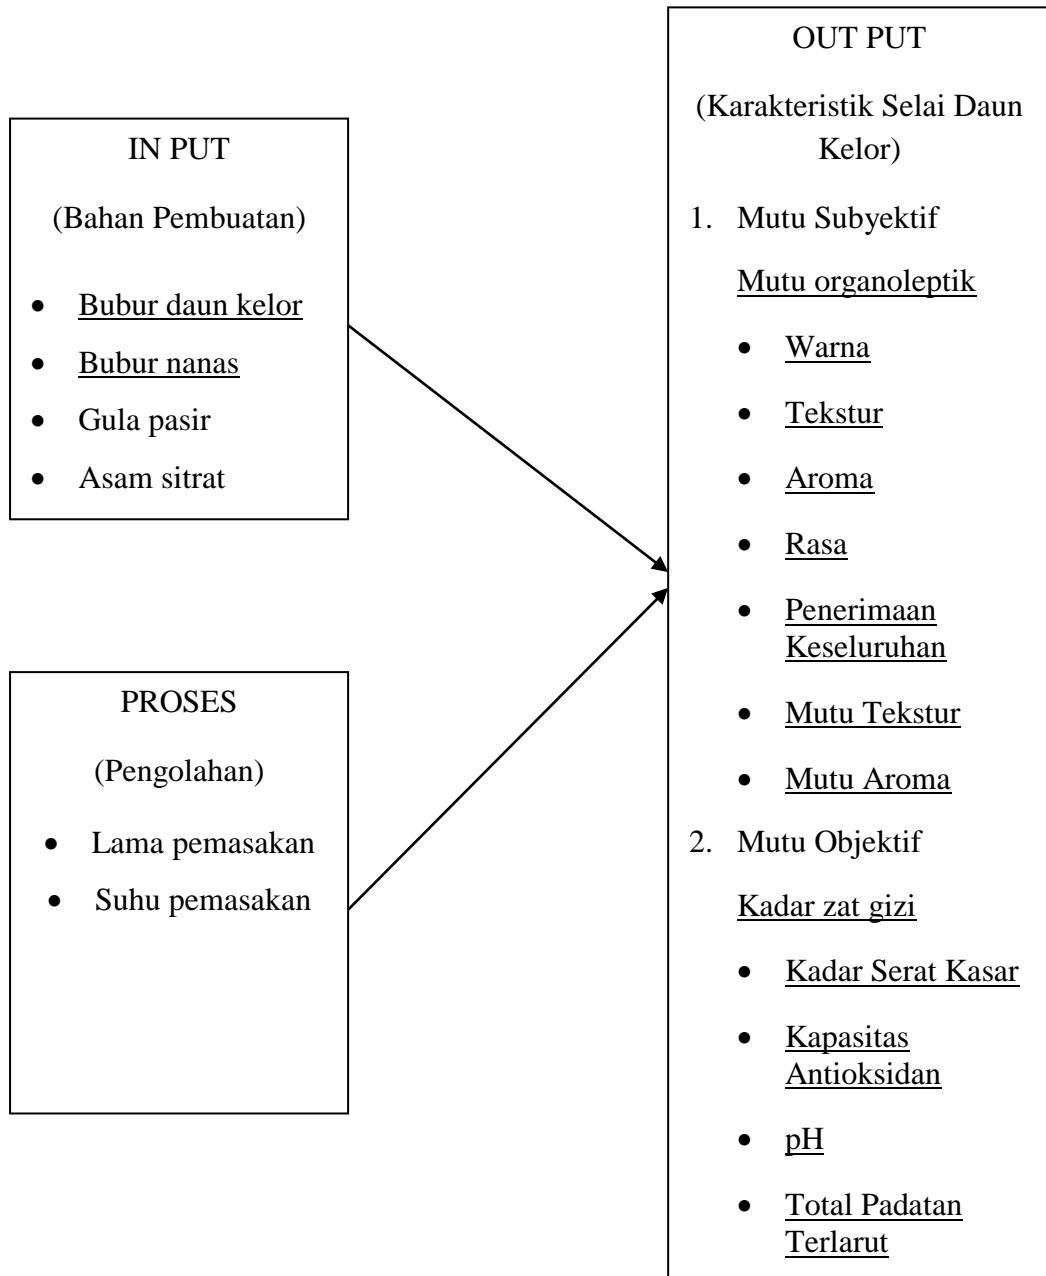 IN PUT
(Bahan Pembuatan)
• Bubur daun kelor
• Bubur nanas
• Gula pasir
• Asam sitrat
PROSES
(Pengolahan)
• Lama pemasakan
• Suhu pemasakan
OUT PUT
(Karakteristik Selai Daun
Kelor)
1. Mutu Subyektif
Mutu organoleptik
• Warna
• Tekstur
• Aroma
• Rasa
• Penerimaan
Keseluruhan
• Mutu Tekstur
• Mutu Aroma
2. Mutu Objektif
Kadar zat gizi
• Kadar Serat Kasar
• Kapasitas
Antioksidan
• pH
• Total Padatan
Terlarut